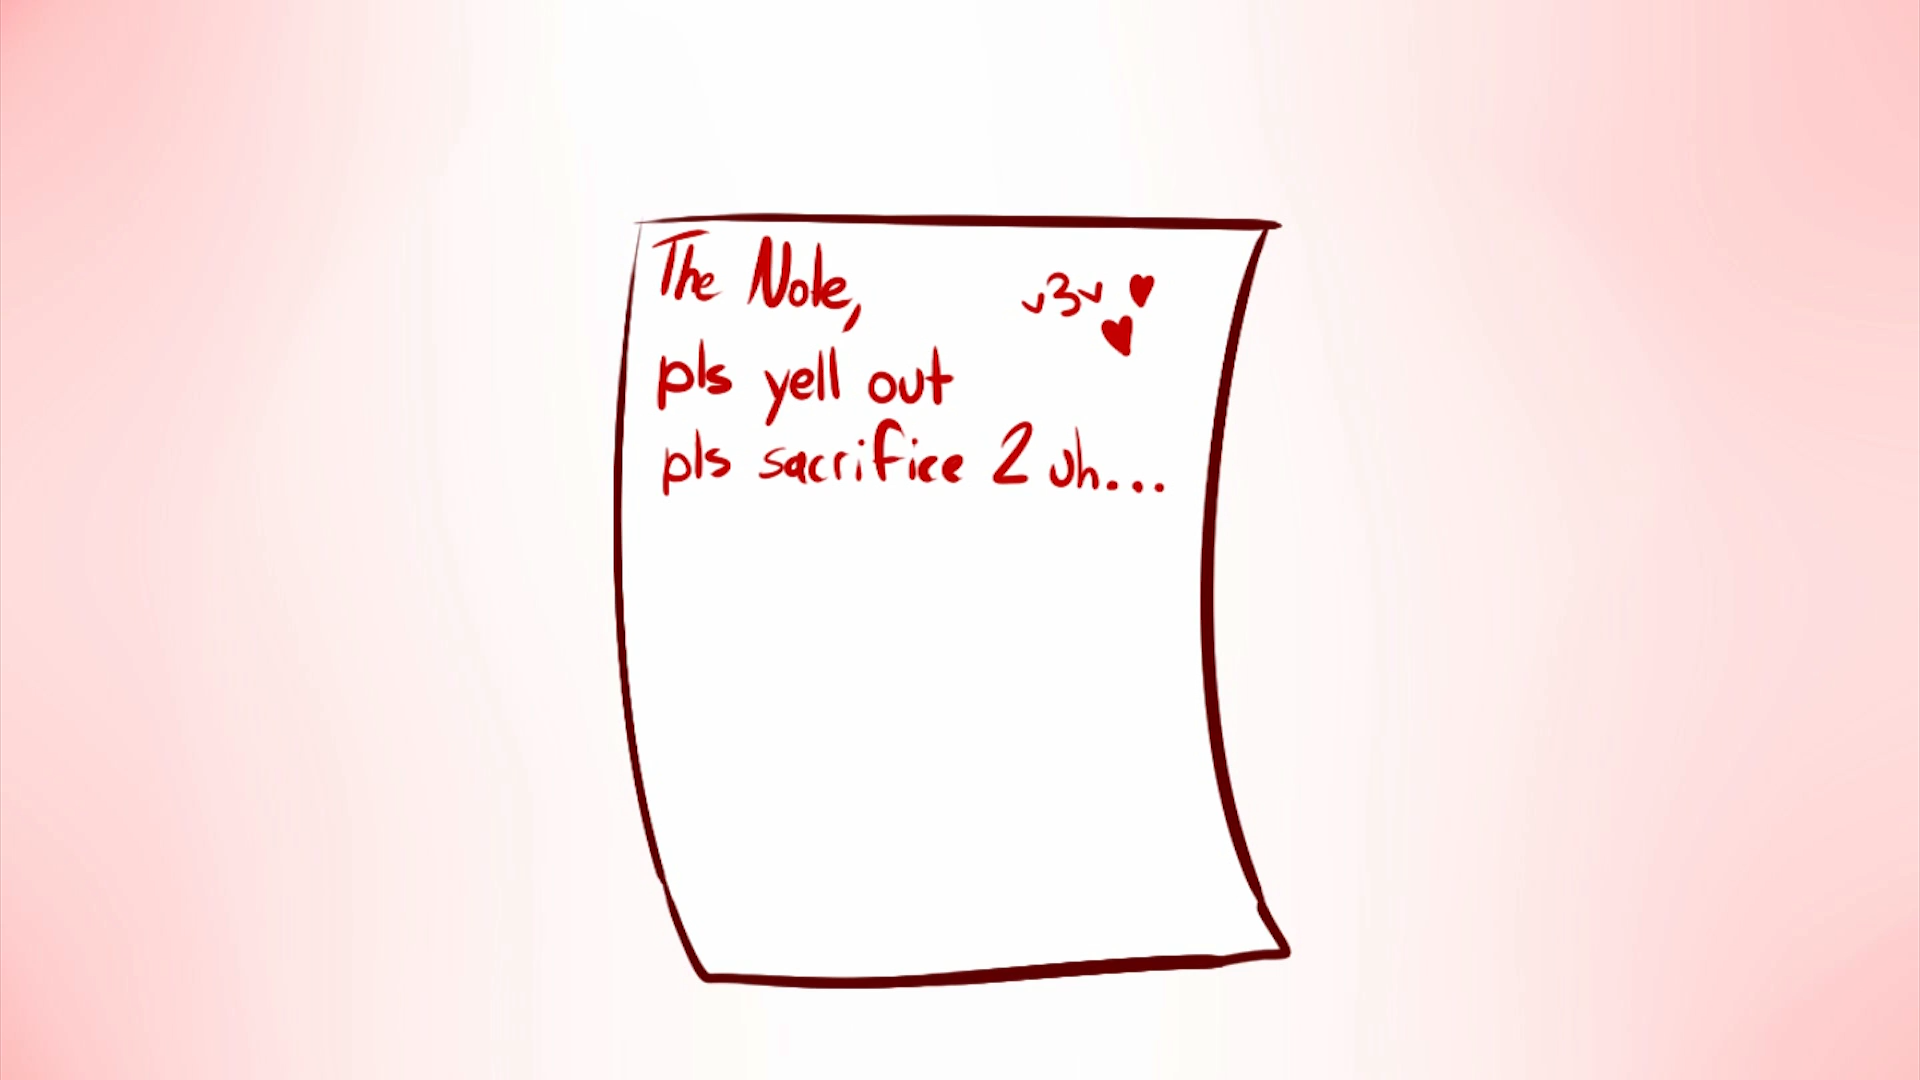 The Note,
v3v ♥♥
pls yell out
pls sacrifice 2 uh...